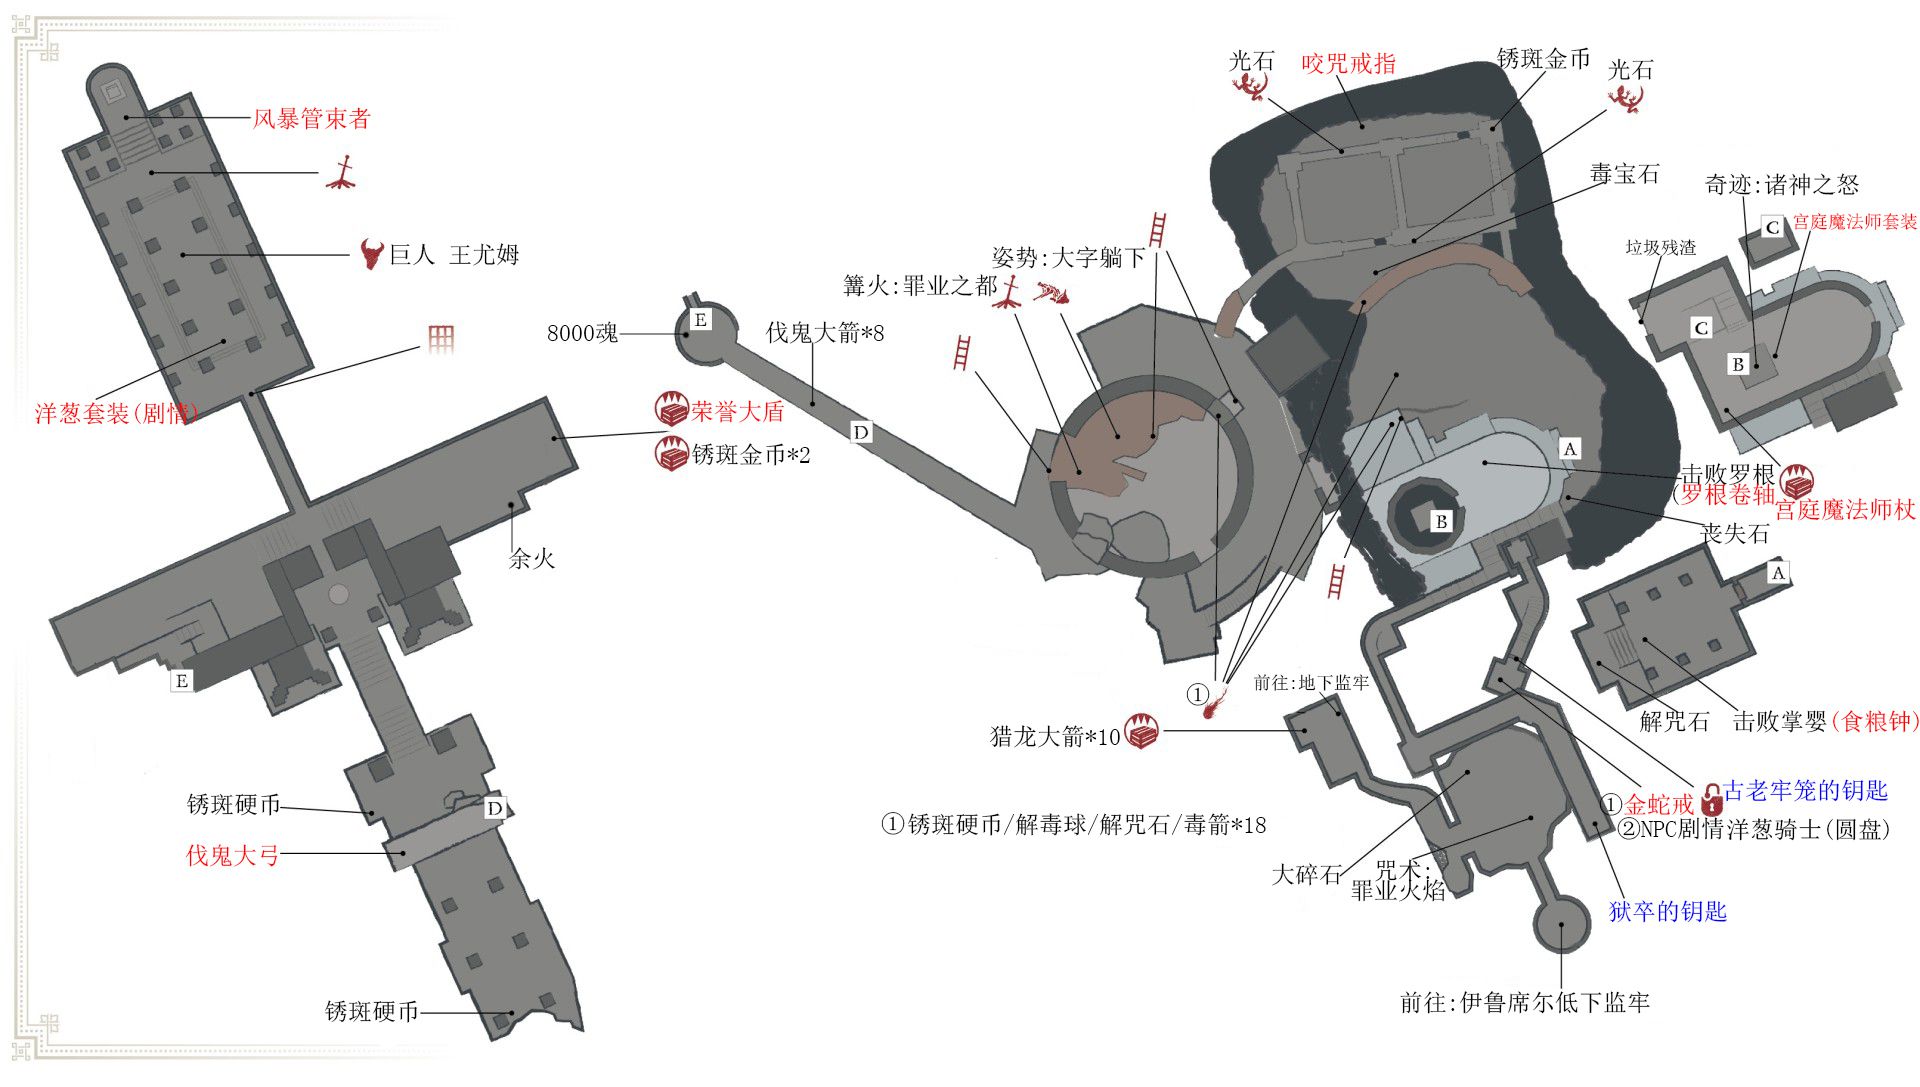 风暴管束者
巨人 王尤姆
洋葱套装(剧情)
荣誉大盾
锈斑金币*2
余火
E
锈斑硬币
D
伐鬼大弓
锈斑硬币
8000魂
E
伐鬼大箭*8
D
篝火:罪业之都
姿势:大字躺下
光石
咬咒戒指
锈斑金币
光石
毒宝石
奇迹:诸神之怒
C
宫庭魔法师套装
垃圾残渣
C
B
A
击败罗根
(罗根卷轴
宫庭魔法师杖
B
丧失石
A
解咒石
击败掌婴(食粮钟)
①
前往:地下监牢
猎龙大箭*10
①锈斑硬币/解毒球/解咒石/毒箭*18
①金蛇戒
古老牢笼的钥匙
②NPC剧情洋葱骑士(圆盘)
大碎石
咒术:
罪业火焰
狱卒的钥匙
前往:伊鲁席尔低下监牢